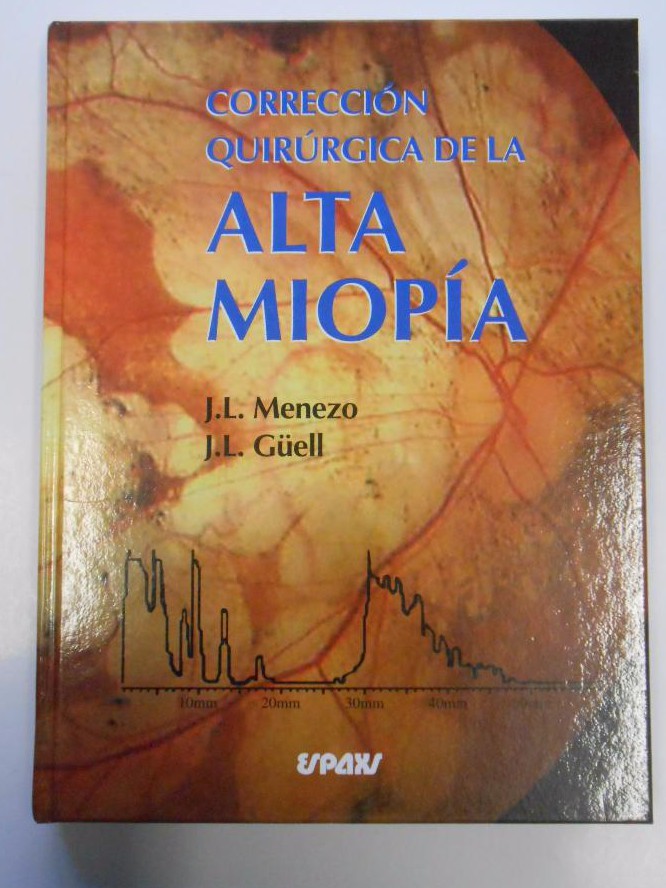 CORRECCIÓN
QUIRÚRGICA DE LA
ALTA
MIOPÍA
J.L. Menezo
J.L. Güell
10mm 20mm 30mm 40mm
ESPAXS